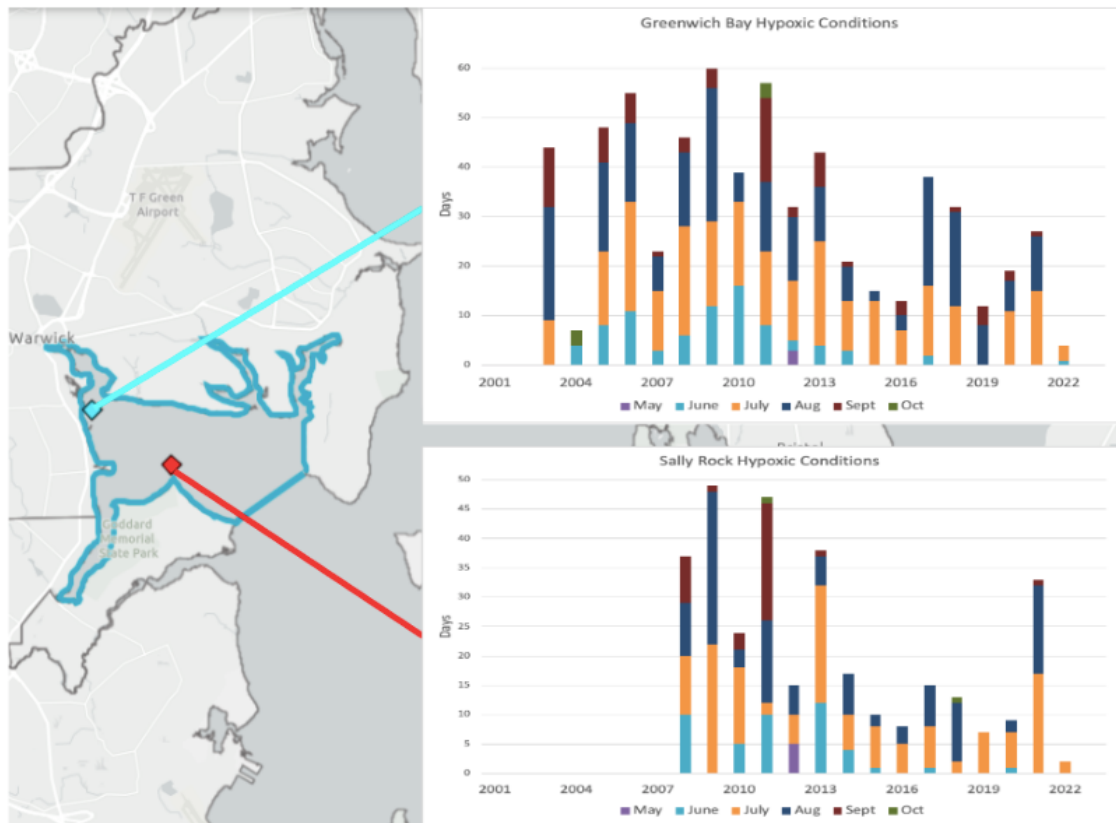 Greenwich Bay Hypoxic Conditions
60
50
40
30
20
10
0
Days
2001 2004 2007 2010 2013 2016 2019 2022
May June July Aug Sept Oct
T F Green
Airport
Warwick
Goddard
Memorial
State Park
Sally Rock Hypoxic Conditions
50
45
40
35
30
25
20
15
10
5
0
Days
2001 2004 2007 2010 2013 2016 2019 2022
May June July Aug Sept Oct